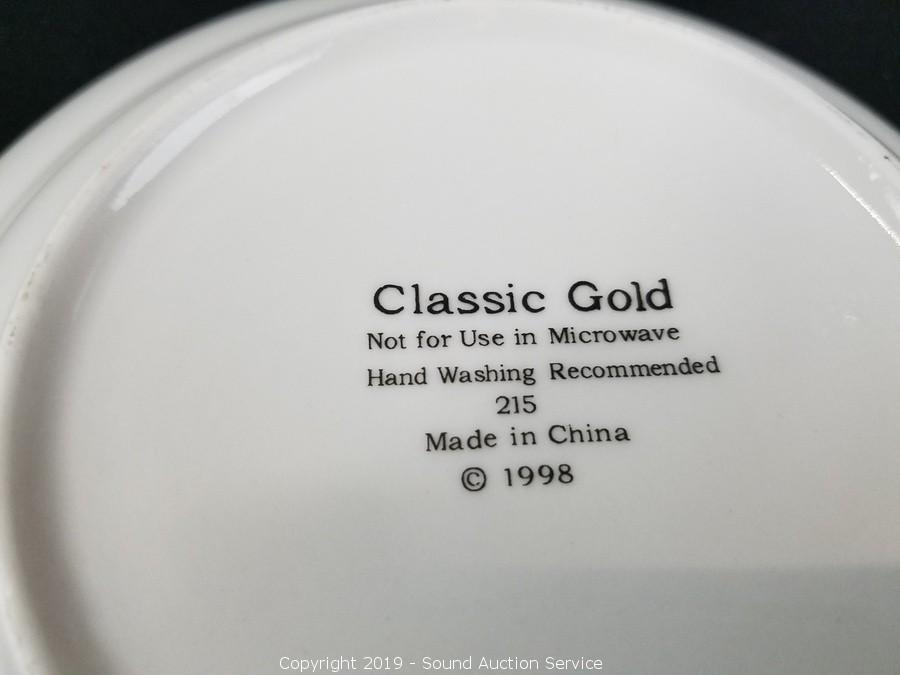 Classic Gold
Not for Use in Microwave
Hand Washing Recommended
215
Made in China
© 1998
Copyright 2019 - Sound Auction Service